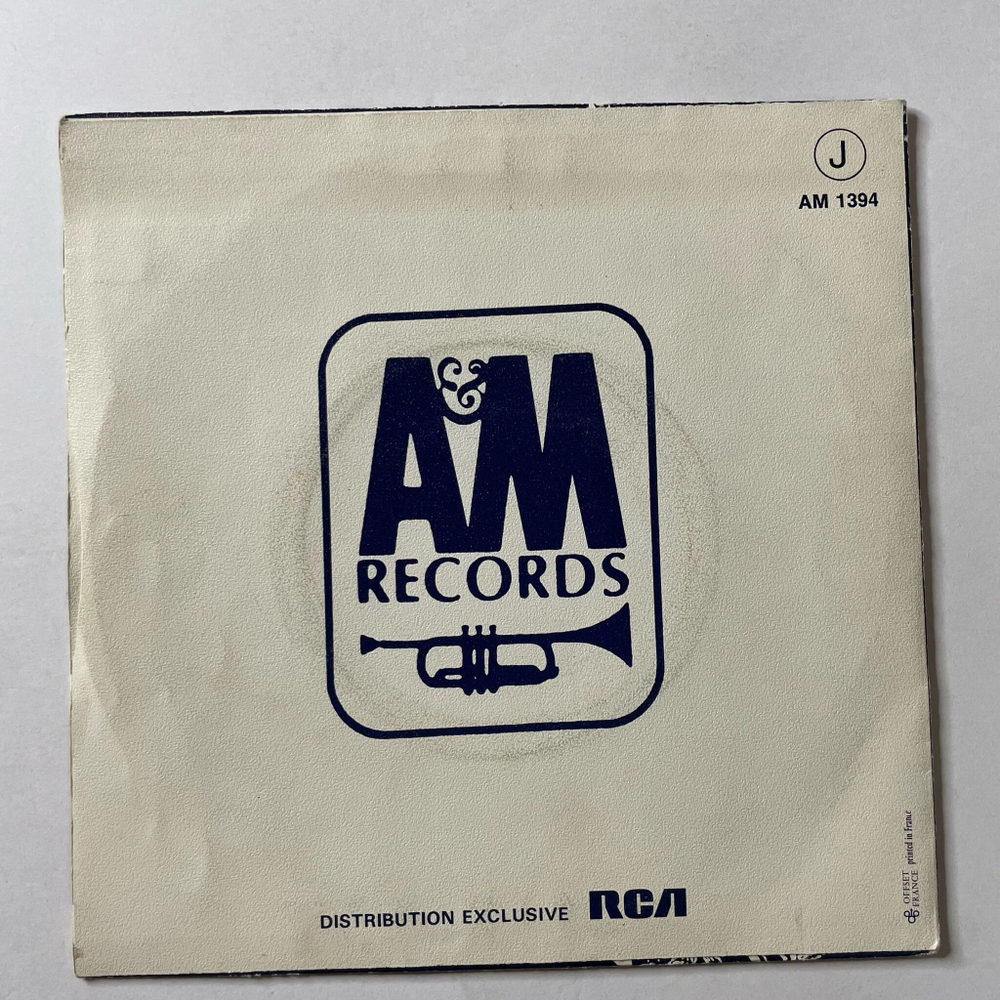 J
AM 1394
A&M
RECORDS
DISTRIBUTION EXCLUSIVE RCA
OFFSET
FRANCE
printed in France